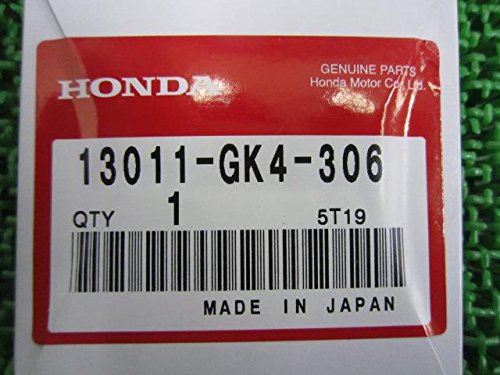 HONDA
GENUINE PARTS
Honda Motor Co., Ltd.
13011-GK4-306
QTY 1 5T19
MADE IN JAPAN